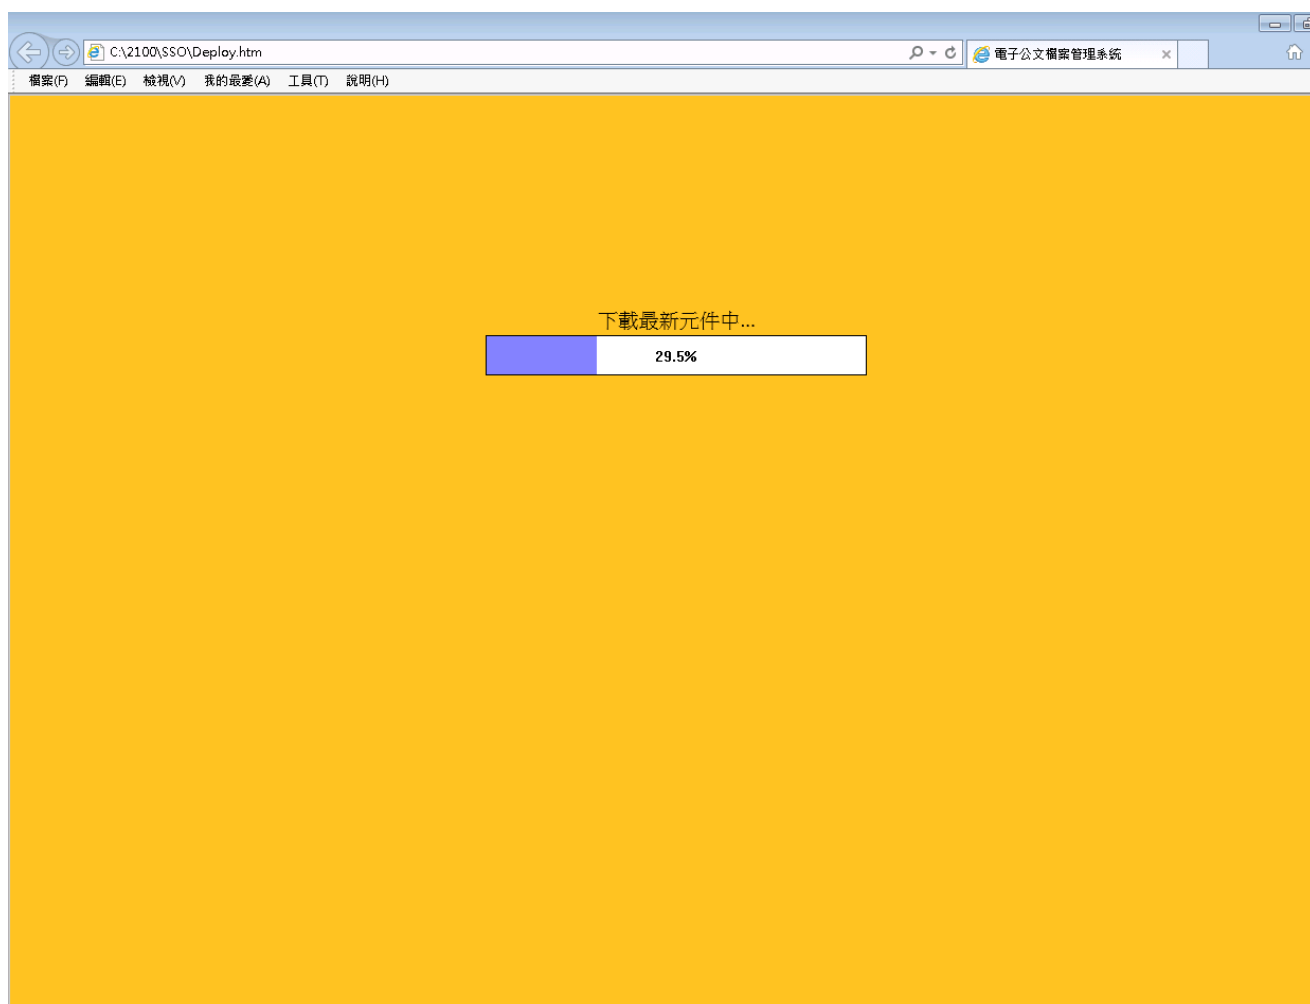 C:\2100\SSO\Deploy.htm
電子公文檔案管理系統
檔案(F) 編輯(E) 檢視(V) 我的最愛(A) 工具(T) 說明(H)
下載最新元件中...
29.5%